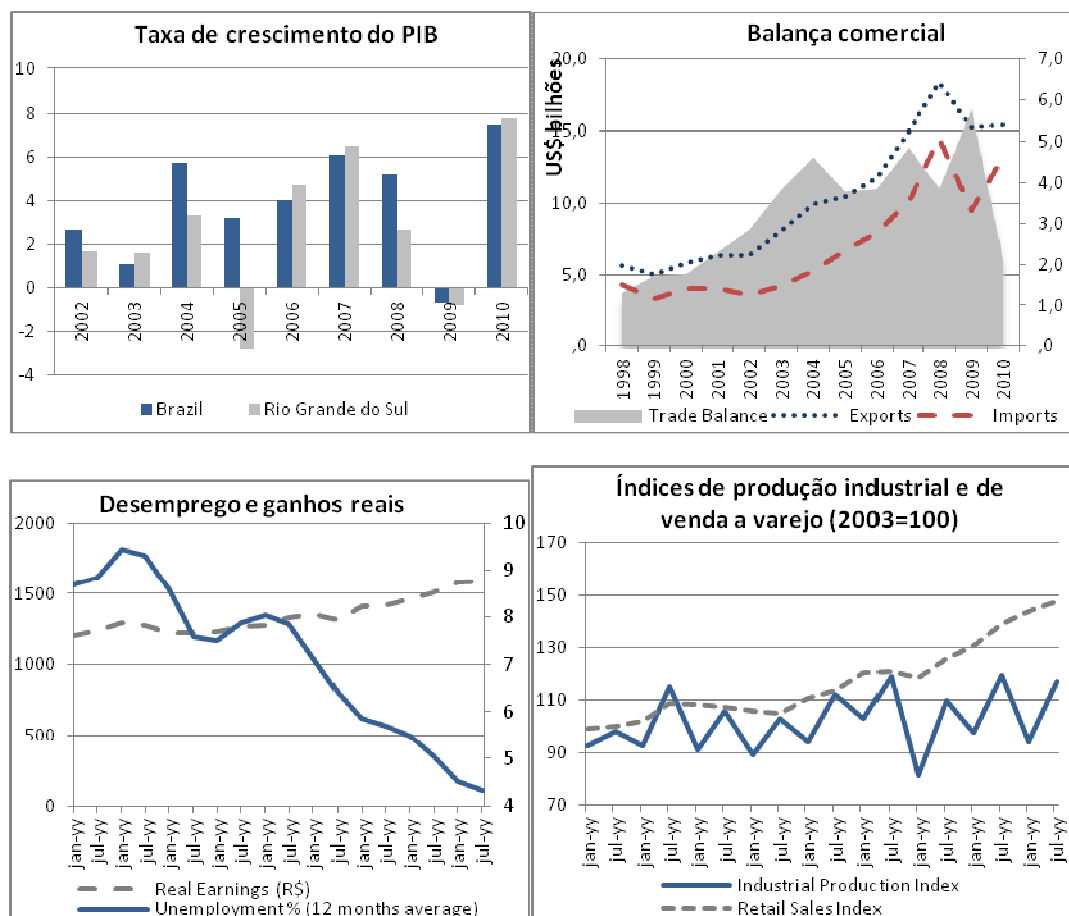 Taxa de crescimento do PIB
10
8
6
4
2
0
-2
-4
2002 2003 2004 2005 2006 2007 2008 2009 2010
Brazil Rio Grande do Sul
Balança comercial
US$ bilhões
20,0 7,0
6,0
15,0 5,0
4,0
10,0
3,0
5,0 2,0
1,0
,0 ,0
1998 1999 2000 2001 2002 2003 2004 2005 2006 2007 2008 2009 2010
Trade Balance Exports Imports
Desemprego e ganhos reais
2000 10
9
1500
8
1000 7
6
500
5
0 4
jan-yy jul-yy jan-yy jul-yy jan-yy jul-yy jan-yy jul-yy jan-yy jul-yy jan-yy jul-yy jan-yy jul-yy jan-yy jul-yy jan-yy jul-yy
Real Earnings (R$)
Unemployment % (12 months average)
Índices de produção industrial e de
venda a varejo (2003=100)
170
150
130
110
90
70
jan-yy jul-yy jan-yy jul-yy jan-yy jul-yy jan-yy jul-yy jan-yy jul-yy jan-yy jul-yy jan-yy jul-yy jan-yy jul-yy jan-yy jul-yy
Industrial Production Index
Retail Sales Index